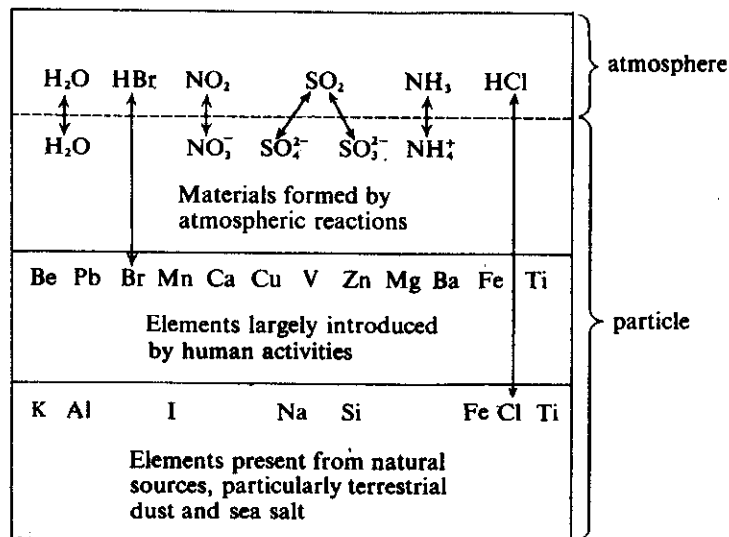 H₂O HBr NO₂ SO₂ NH₃ HCl
atmosphere
H₂O NO₃⁻ SO₄²⁻ SO₃²⁻ NH₄⁺
Materials formed by
atmospheric reactions
Be Pb Br Mn Ca Cu V Zn Mg Ba Fe Ti
Elements largely introduced
by human activities
particle
K Al I Na Si Fe Cl Ti
Elements present from natural
sources, particularly terrestrial
dust and sea salt